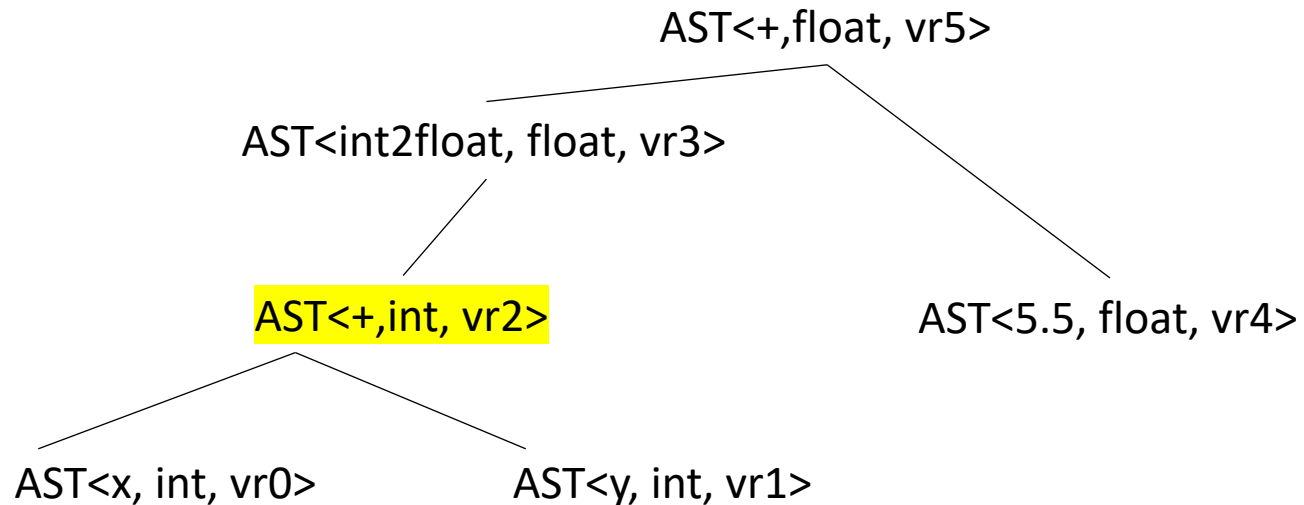 AST<+,float, vr5>
AST<int2float, float, vr3>
AST<+,int, vr2>
AST<5.5, float, vr4>
AST<x, int, vr0>
AST<y, int, vr1>